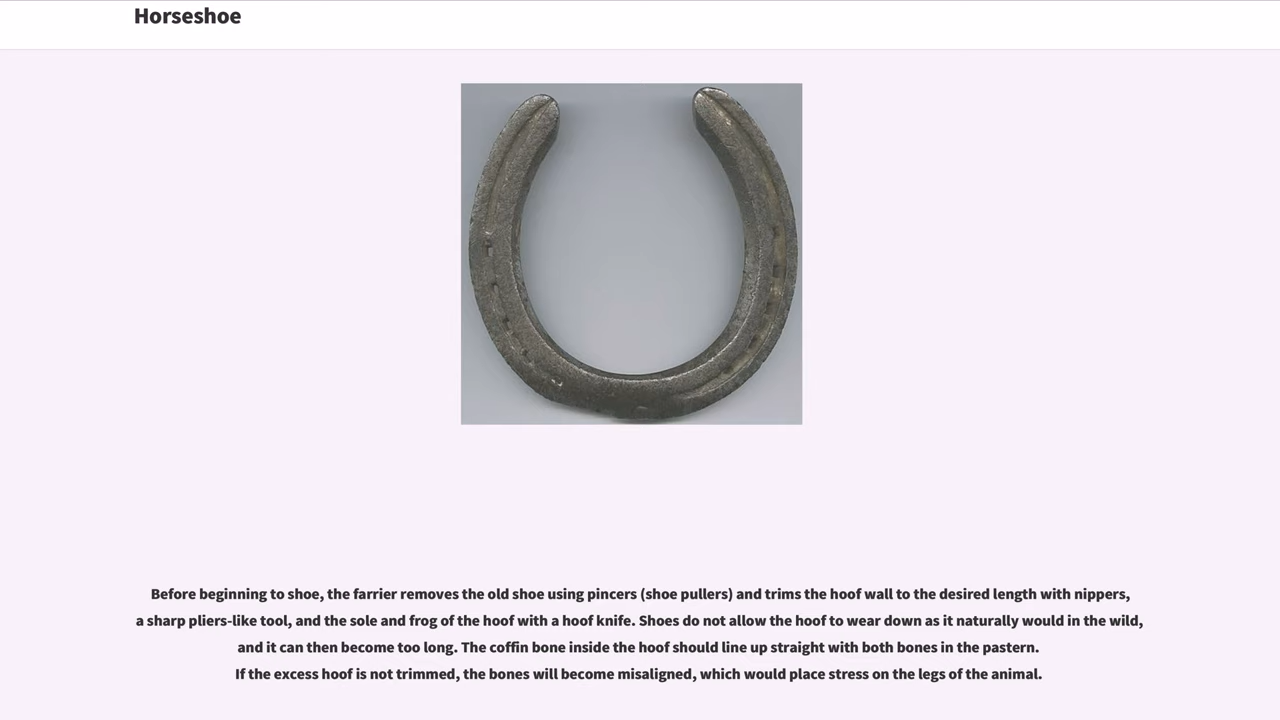 Horseshoe
Before beginning to shoe, the farrier removes the old shoe using pincers (shoe pullers) and trims the hoof wall to the desired length with nippers,
a sharp pliers-like tool, and the sole and frog of the hoof with a hoof knife. Shoes do not allow the hoof to wear down as it naturally would in the wild,
and it can then become too long. The coffin bone inside the hoof should line up straight with both bones in the pastern.
If the excess hoof is not trimmed, the bones will become misaligned, which would place stress on the legs of the animal.